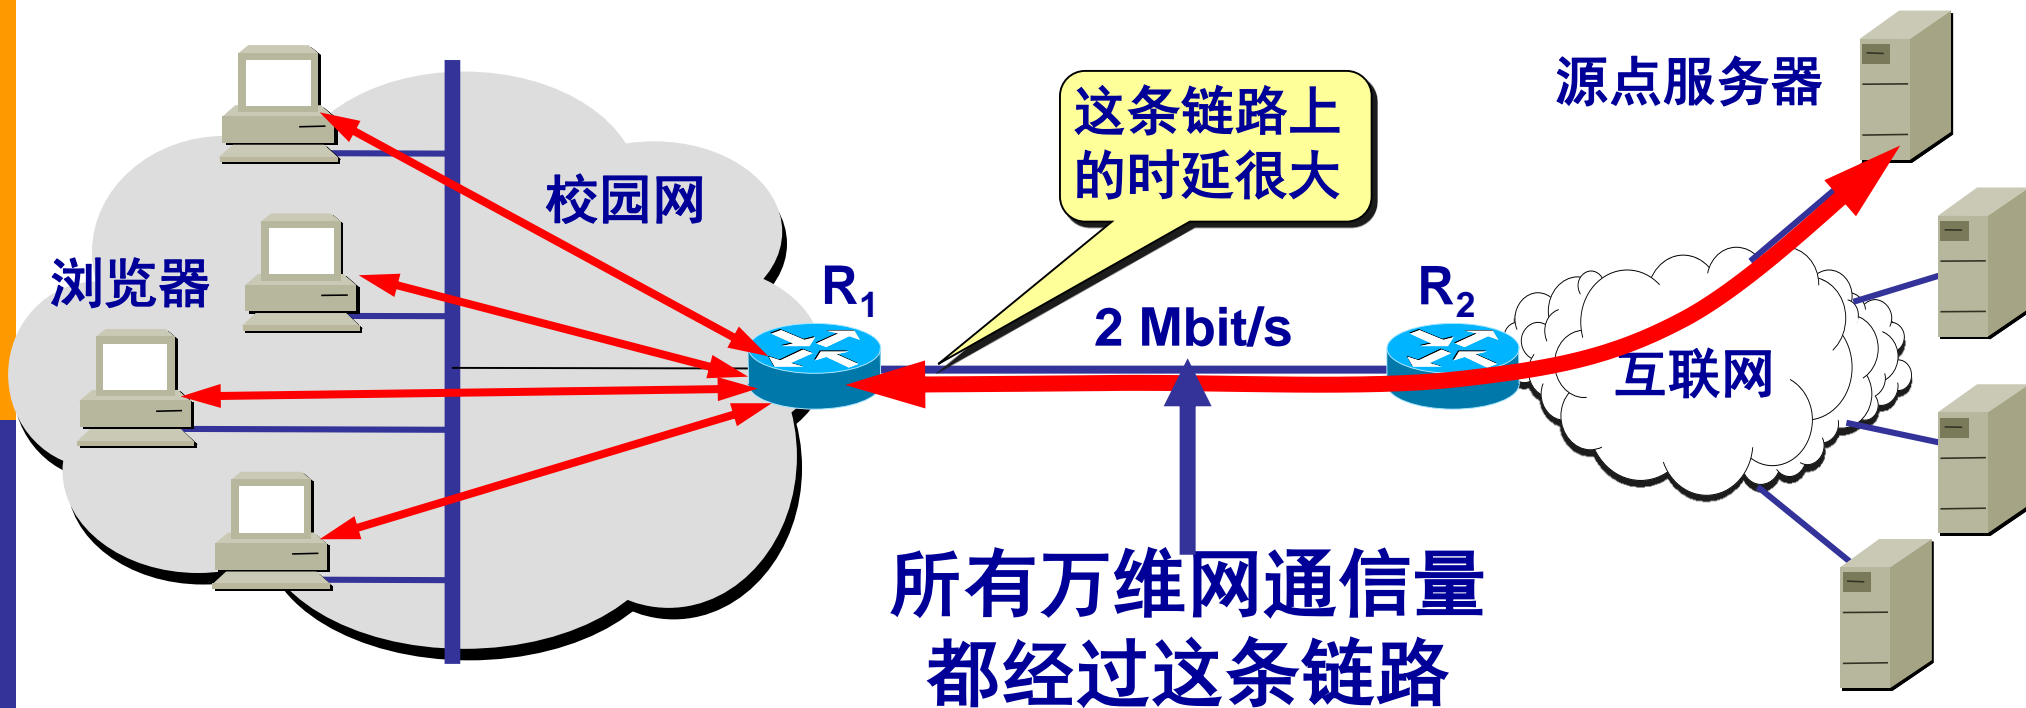 源点服务器
这条链路上
的时延很大
校园网
浏览器
R1
2 Mbit/s
R2
互联网
所有万维网通信量
都经过这条链路